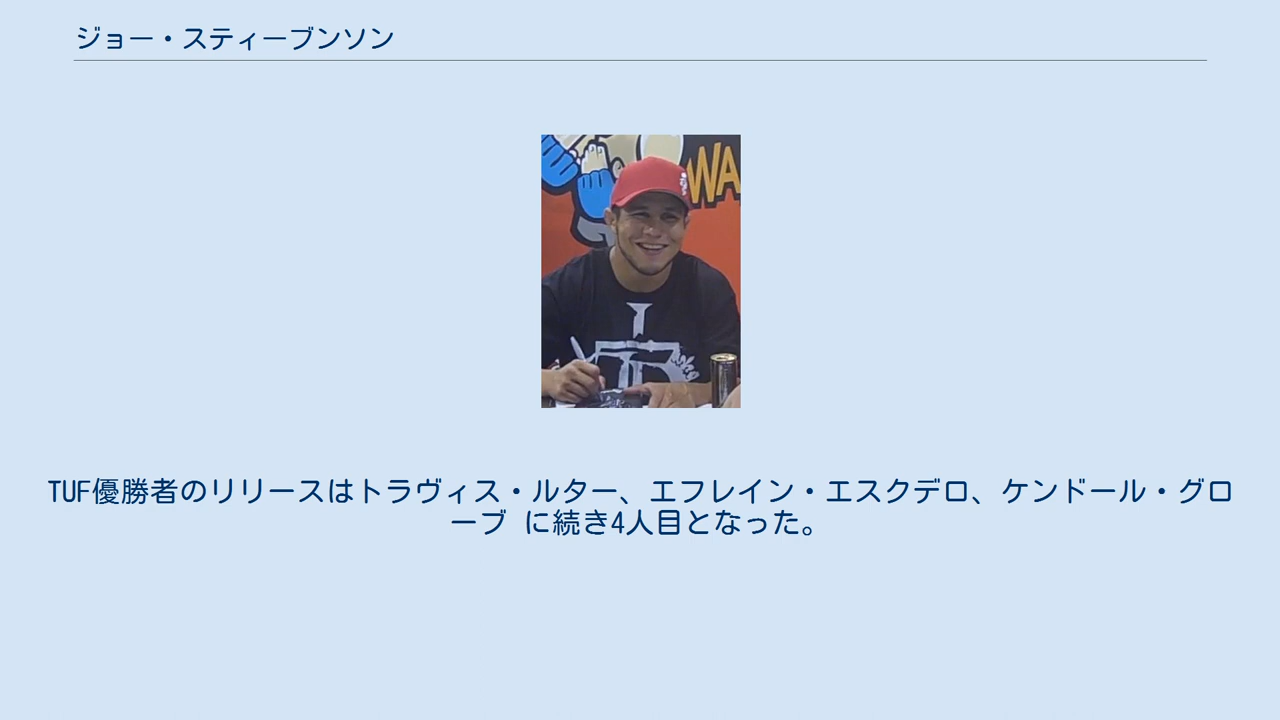 ジョー・スティーブンソン
WA
TUF優勝者のリリースはトラヴィス・ルター、エフレイン・エスクデロ、ケンドール・グロ
ーブ に続き4人目となった。